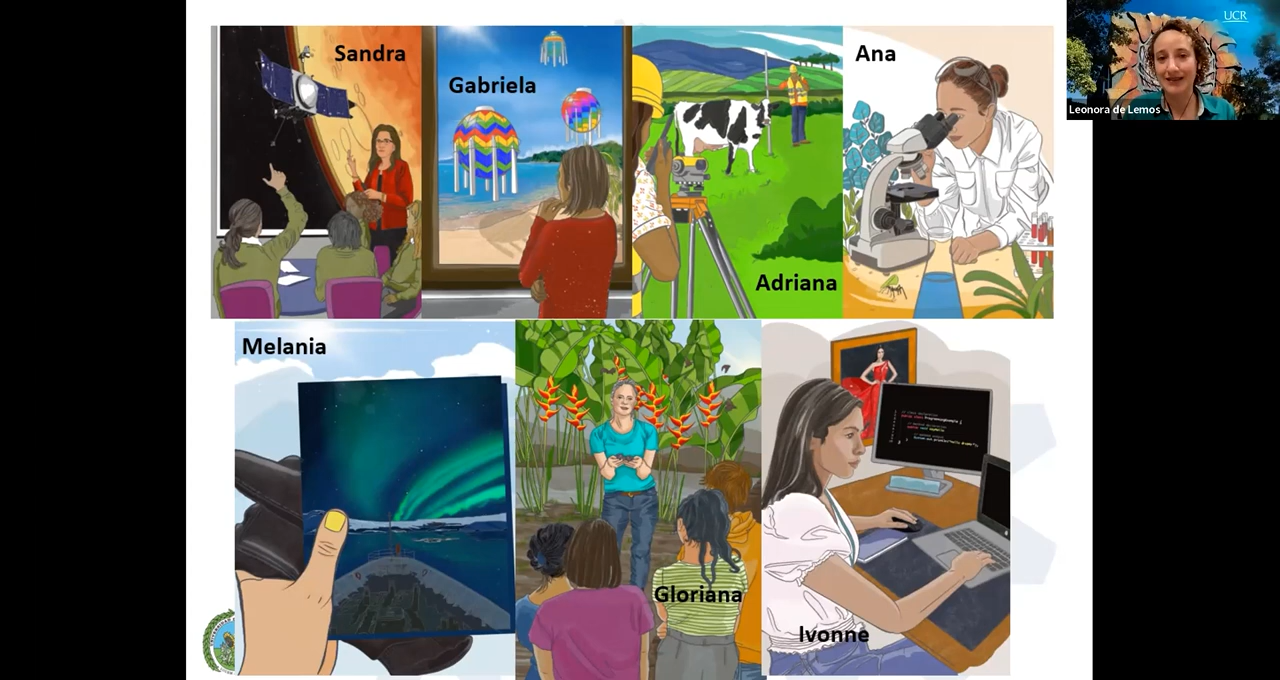 Sandra
Gabriela
Adriana
Ana
UCR
Leonora de Lemos
Melania
Gloriana
Ivonne